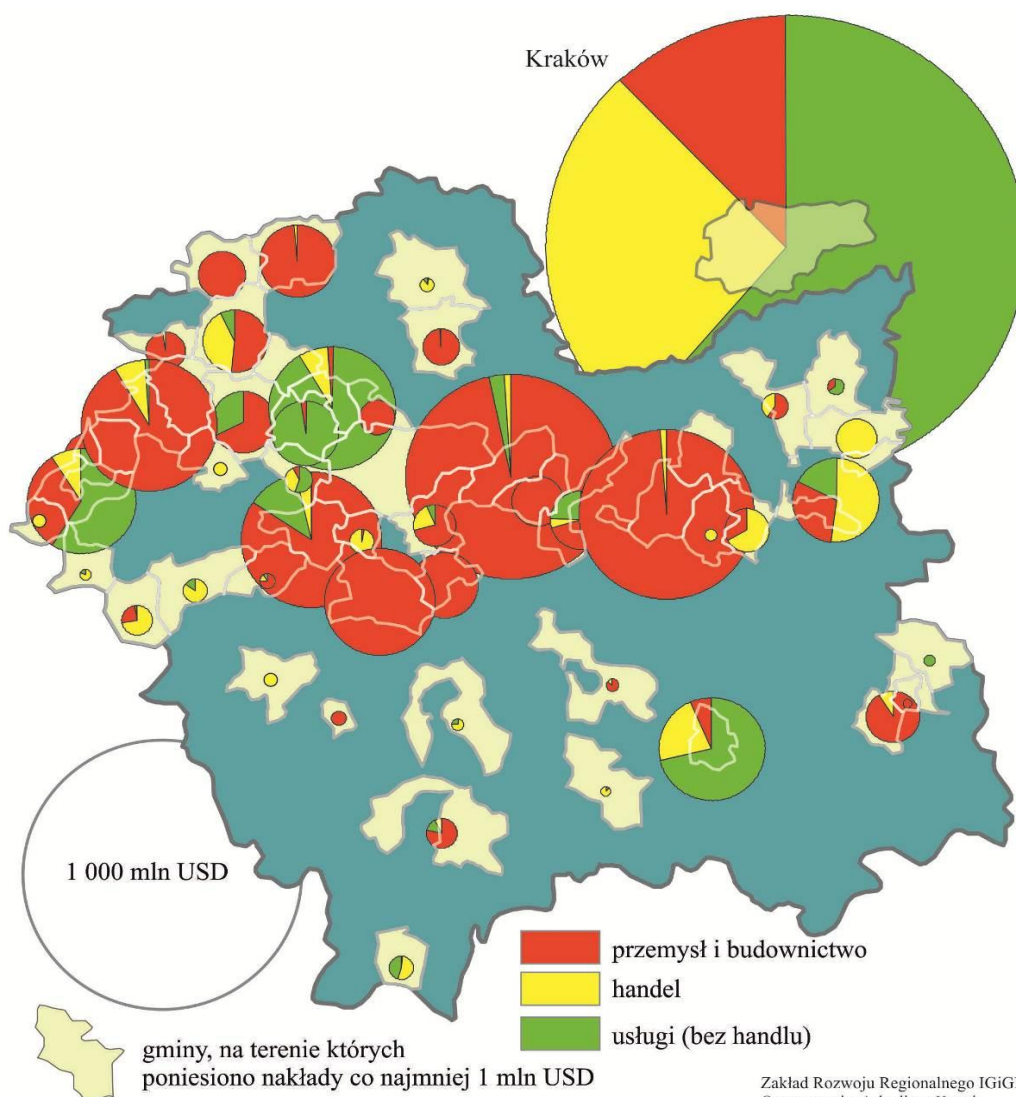 Kraków
1 000 mln USD
przemysł i budownictwo
handel
usługi (bez handlu)
gminy, na terenie których
poniesiono nakłady co najmniej 1 mln USD
Zakład Rozwoju Regionalnego